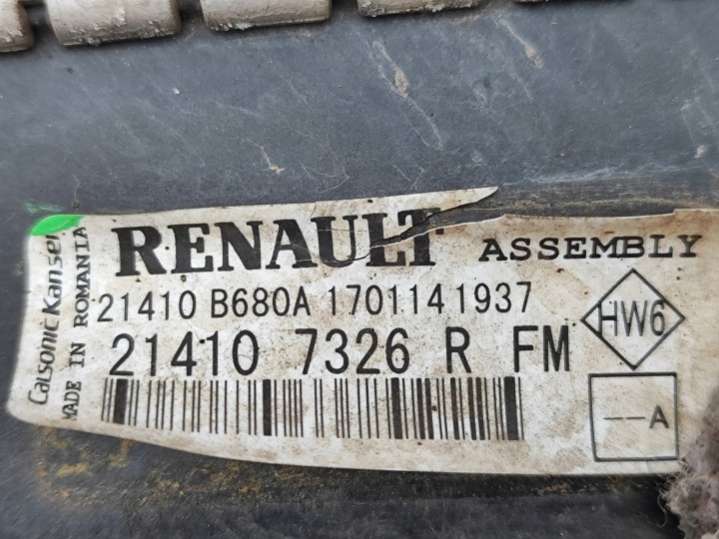 Calsonic Kansei
MADE IN ROMANIA
RENAULT ASSEMBLY
21410 B680A 1701141937
21410 7326 R FM
HW6
--A